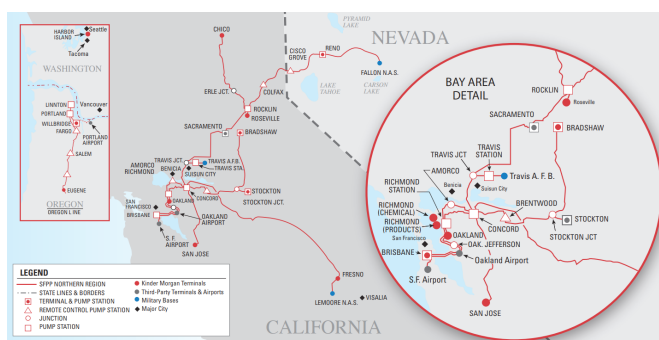 HARBOR
ISLAND
Seattle
Tacoma
WASHINGTON
LINNTON
Vancouver
PORTLAND
WILLBRIDGE
FARGO
PORTLAND
AIRPORT
SALEM
EUGENE
OREGON
OREGON LINE
CHICO
PYRAMID
LAKE
NEVADA
CISCO
GROVE
RENO
FALLON N.A.S.
CARSON
LAKE
LAKE
TAHOE
COLFAX
ERLE JCT.
ROCKLIN
ROSEVILLE
SACRAMENTO
BRADSHAW
TRAVIS JCT
TRAVIS A.F.B.
TRAVIS STA.
BENICIA
SUISUN CITY
AMORCO
RICHMOND
STOCKTON
STOCKTON JCT.
CONCORD
OAKLAND
SAN
FRANCISCO
BRISBANE
OAKLAND
AIRPORT
S.F.
AIRPORT
SAN JOSE
FRESNO
LEMOORE N.A.S.
VISALIA
CALIFORNIA
BAY AREA
DETAIL
ROCKLIN
Roseville
SACRAMENTO
BRADSHAW
TRAVIS
STATION
TRAVIS JCT
Travis A. F. B.
AMORCO
Benicia
Suisun City
RICHMOND
STATION
BRENTWOOD
RICHMOND
(CHEMICAL)
RICHMOND
(PRODUCTS)
CONCORD
STOCKTON
STOCKTON JCT
San Francisco
OAKLAND
OAK JEFFERSON
BRISBANE
Oakland Airport
S.F. Airport
SAN JOSE
LEGEND
SFPP NORTHERN REGION
STATE LINES & BORDERS
TERMINAL & PUMP STATION
REMOTE CONTROL PUMP STATION
JUNCTION
PUMP STATION
Kinder Morgan Terminals
Third-Party Terminals & Airports
Military Bases
Major City